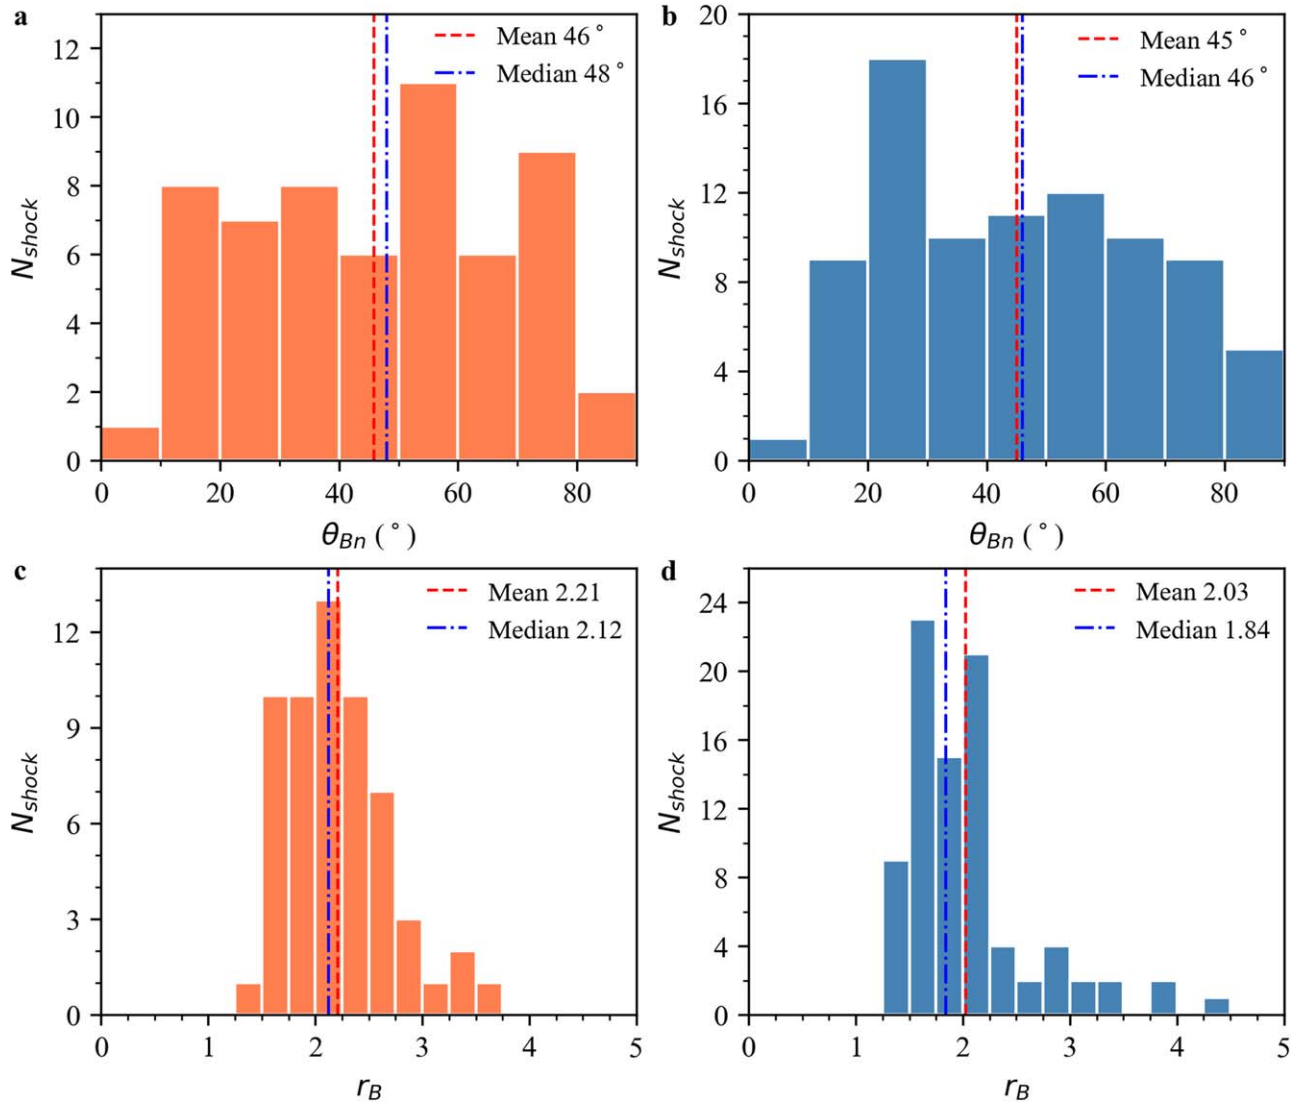 a
Mean 46°
Median 48°
12
10
8
6
4
2
0
N_shock
0 20 40 60 80
θ_Bn (°)
b
Mean 45°
Median 46°
20
16
12
8
4
0
N_shock
0 20 40 60 80
θ_Bn (°)
c
Mean 2.21
Median 2.12
12
9
6
3
0
N_shock
0 1 2 3 4 5
r_B
d
Mean 2.03
Median 1.84
24
20
16
12
8
4
0
N_shock
0 1 2 3 4 5
r_B